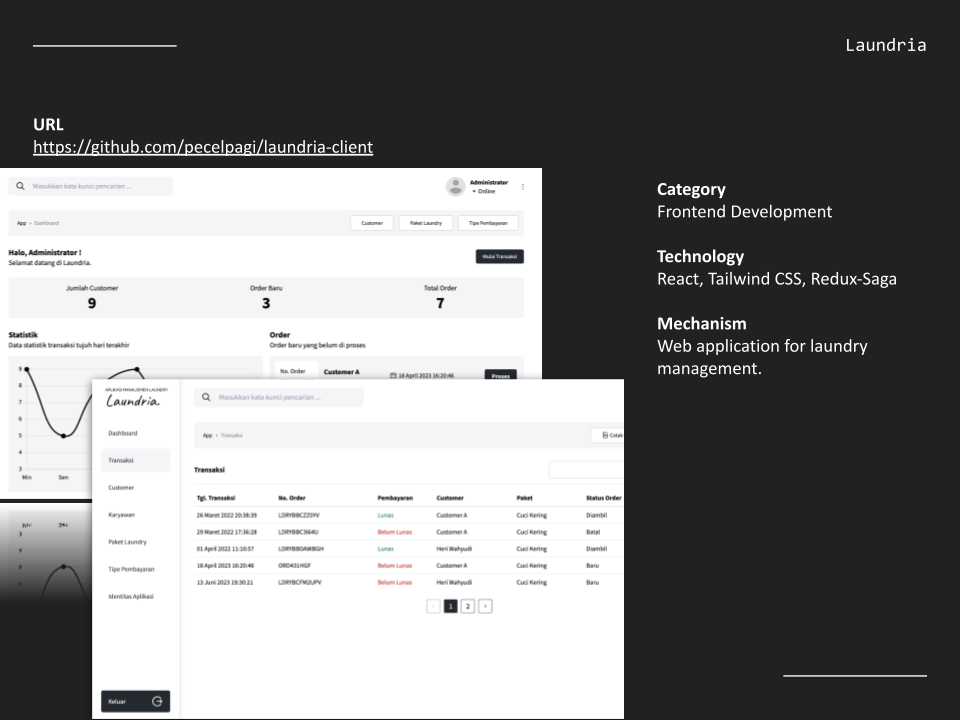 Laundria
URL
https://github.com/pecelpagi/laundria-client
Masukkan kata kunci pencarian ...
Administrator
Online
App » Dashboard
Customer
Paket Laundry
Tipe Pembayaran
Halo, Administrator !
Selamat datang di Laundria.
Mulai Transaksi
Jumlah Customer
9
Order Baru
3
Total Order
7
Statistik
Data statistik transaksi tujuh hari terakhir
Order
Order baru yang belum di proses
No. Order
Customer A
18 April 2023 16:20:46
Proses
9
8
7
6
5
4
3
Min
Sen
APLIKASI MANAJEMEN LAUNDRY
Laundria.
Dashboard
Transaksi
Customer
Karyawan
Paket Laundry
Tipe Pembayaran
Identitas Aplikasi
Keluar
Masukkan kata kunci pencarian ...
App » Transaksi
Cetak
Transaksi
Tgl. Transaksi No. Order Pembayaran Customer Paket Status Order
26 Maret 2022 20:38:39 LDRYBBCZZ0YV Lunas Customer A Cuci Kering Diambil
29 Maret 2022 17:36:28 Belum Lunas Customer A Cuci Kering Batal
01 April 2022 11:10:57 LDRYBBDAWBGH Lunas Heri Wahyudi Cuci Kering Diambil
18 April 2023 16:20:46 ORD431HGF Belum Lunas Customer A Cuci Kering Baru
13 Juni 2023 19:30:21 LDRYBCFM2UPV Belum Lunas Heri Wahyudi Cuci Kering Baru
1 2
Category
Frontend Development
Technology
React, Tailwind CSS, Redux-Saga
Mechanism
Web application for laundry
management.